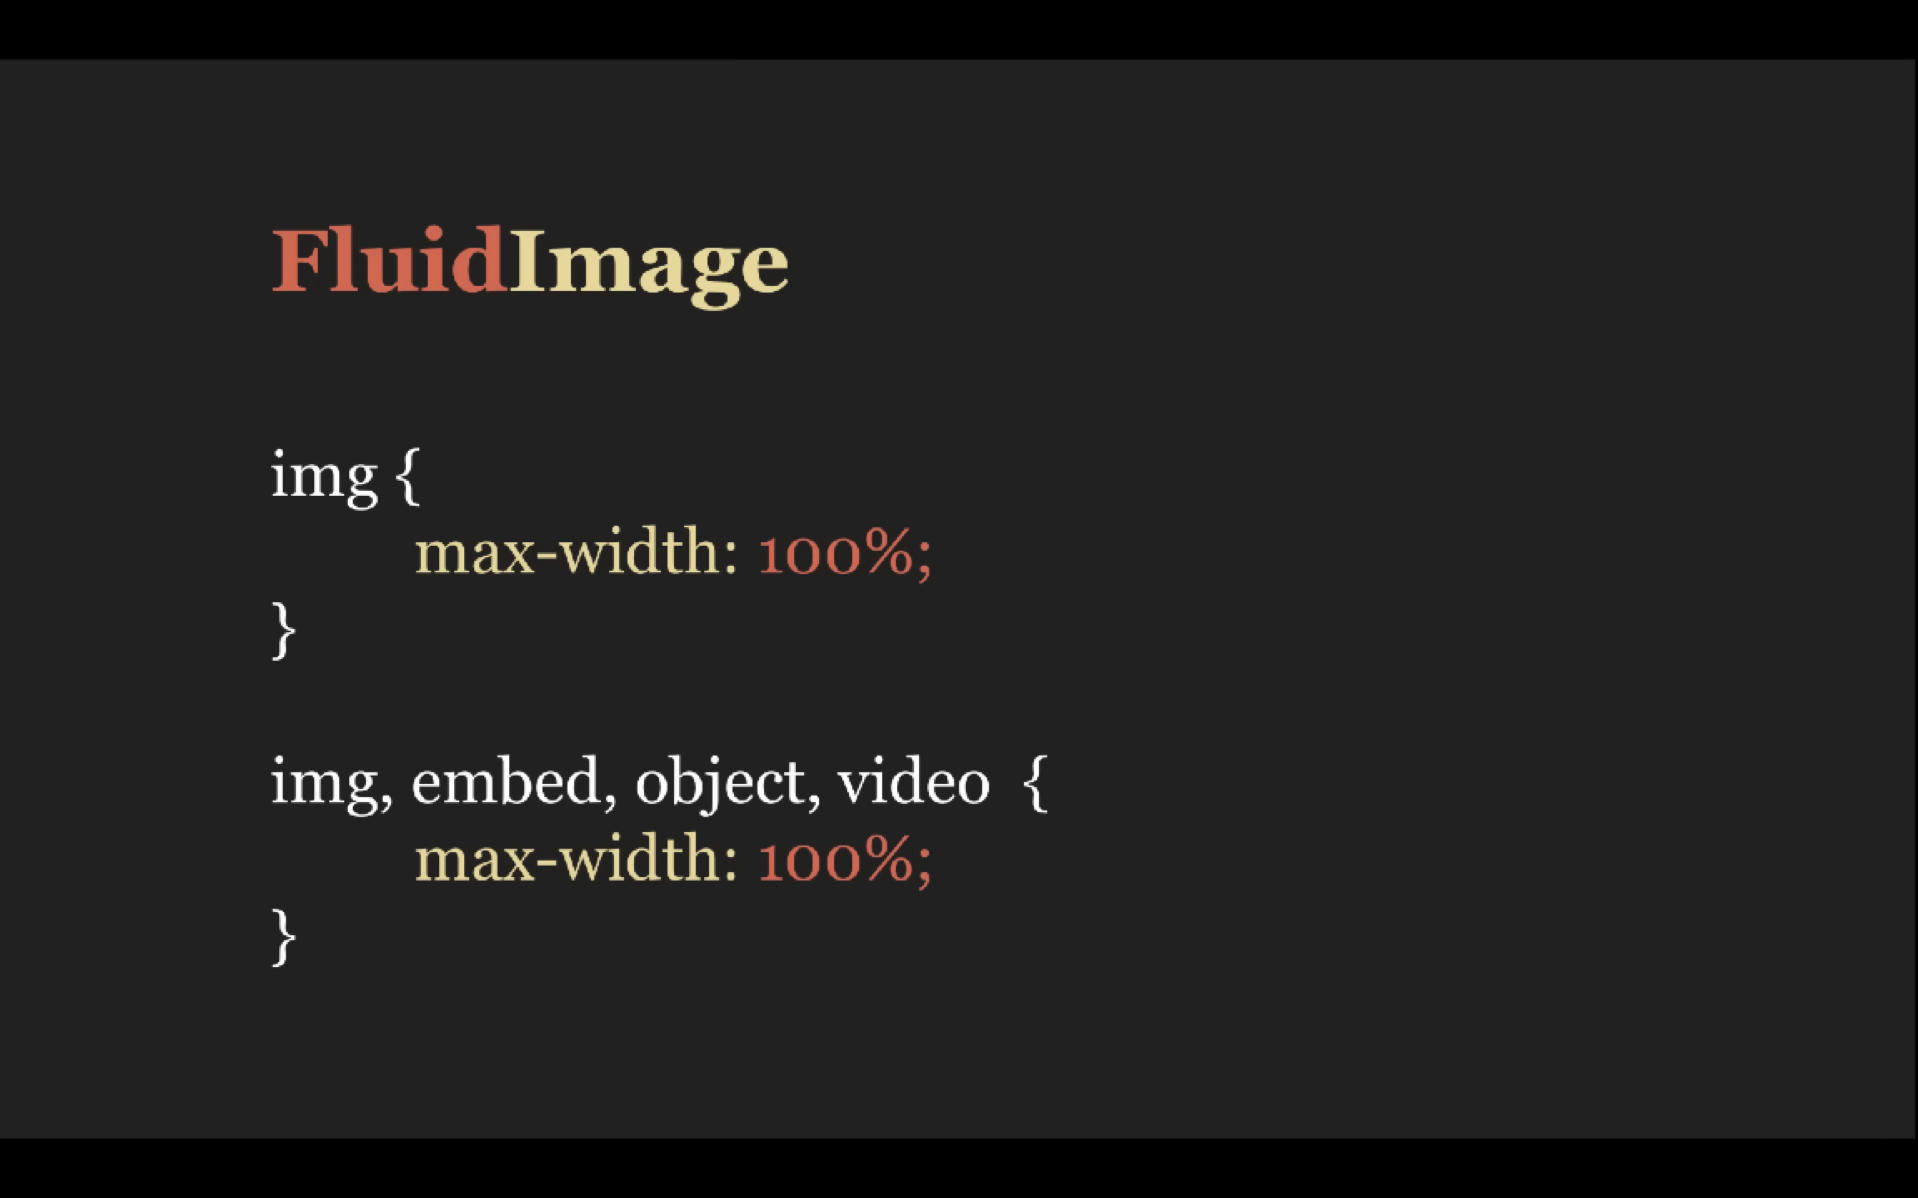 FluidImage
img {
max-width: 100%;
}
img, embed, object, video {
max-width: 100%;
}